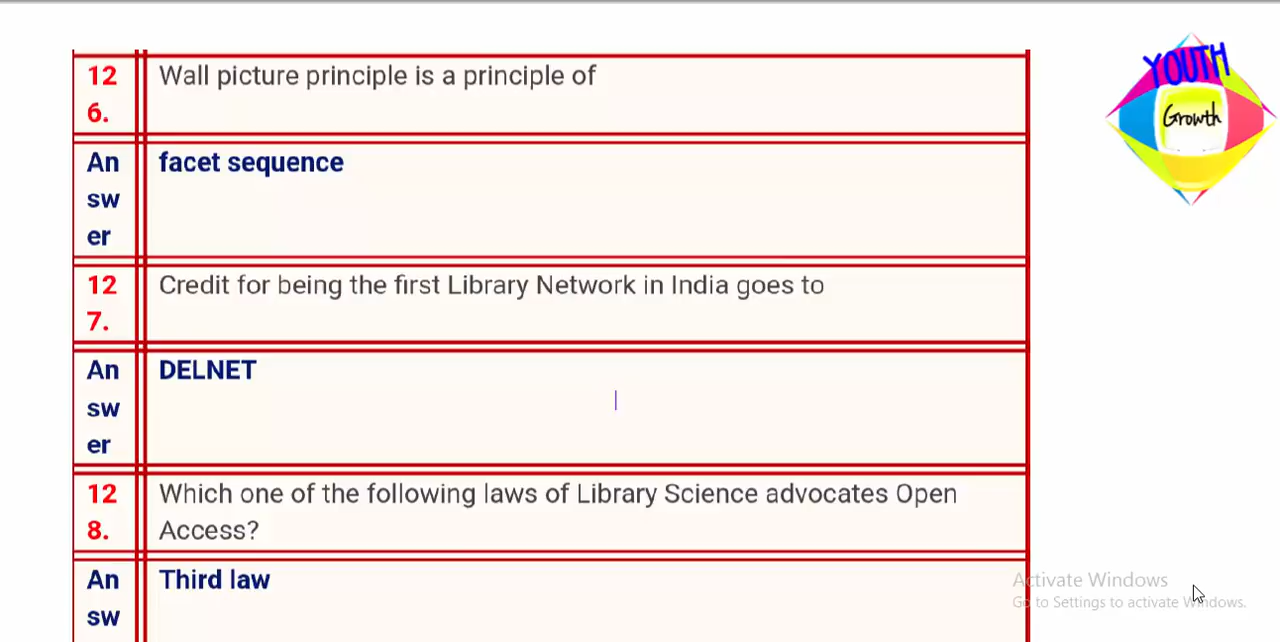 YOUTH
Growth
12
6.
Wall picture principle is a principle of
An
sw
er
facet sequence
12
7.
Credit for being the first Library Network in India goes to
An
sw
er
DELNET
12
8.
Which one of the following laws of Library Science advocates Open
Access?
An
sw
Third law
Activate Windows
Go to Settings to activate Windows.